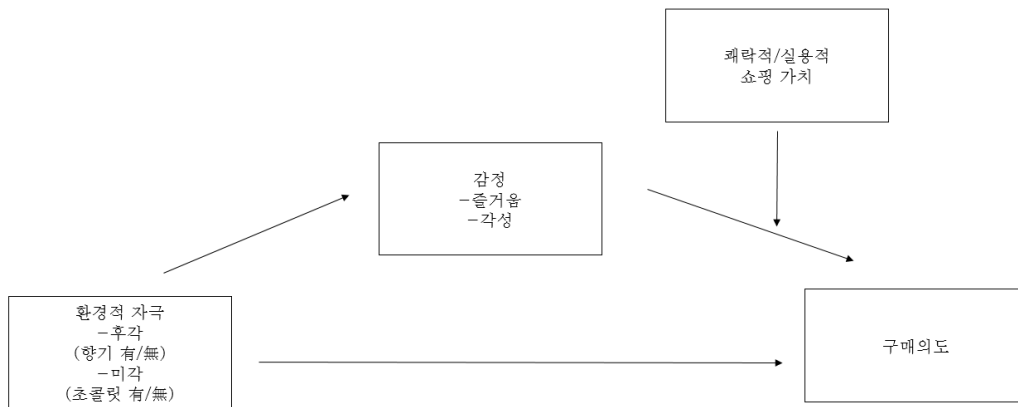 쾌락적/실용적
쇼핑 가치
감정
–즐거움
–각성
환경적 자극
–후각
(향기 有/無)
–미각
(초콜릿 有/無)
구매의도